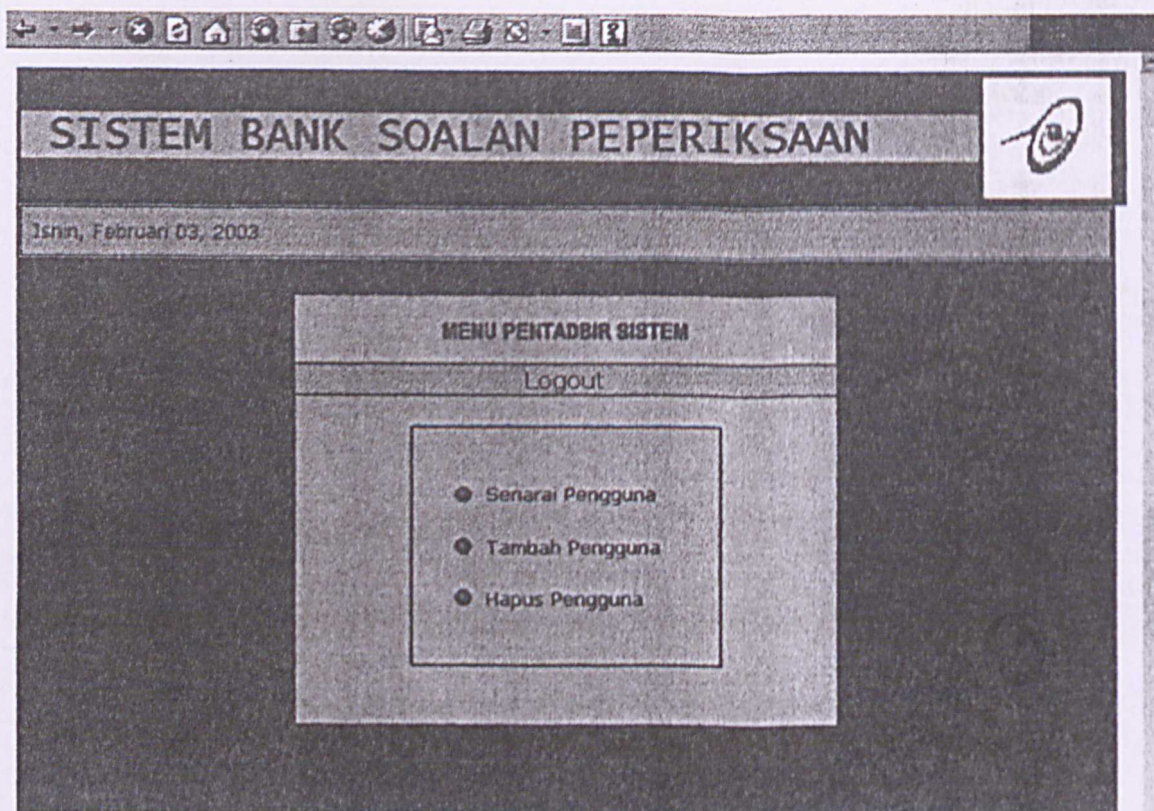 SISTEM BANK SOALAN PEPERIKSAAN
Isnin, Februari 03, 2003
MENU PENTADBIR SISTEM
Logout
Senarai Pengguna
Tambah Pengguna
Hapus Pengguna